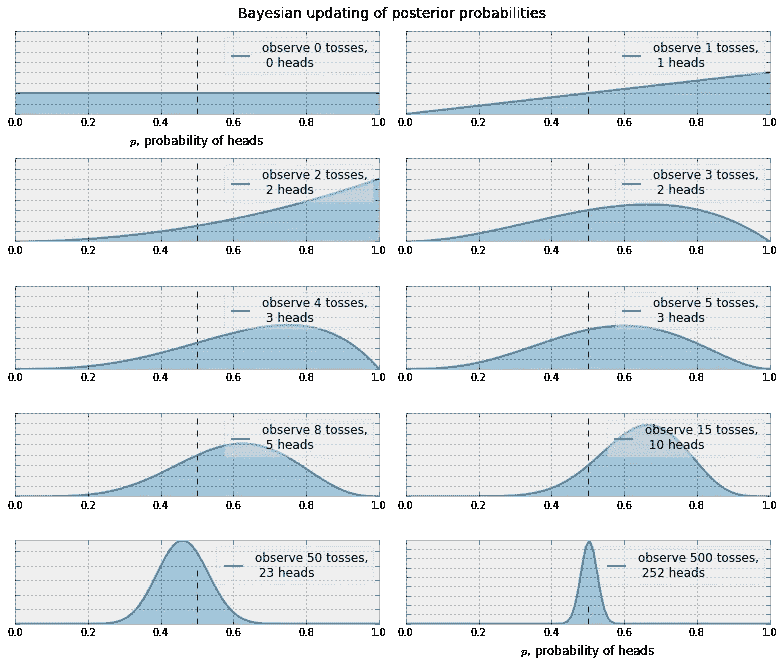 Bayesian updating of posterior probabilities
observe 0 tosses,
0 heads
0.0 0.2 0.4 0.6 0.8 1.0
p, probability of heads
observe 1 tosses,
1 heads
0.0 0.2 0.4 0.6 0.8 1.0
observe 2 tosses,
2 heads
0.0 0.2 0.4 0.6 0.8 1.0
observe 3 tosses,
2 heads
0.0 0.2 0.4 0.6 0.8 1.0
observe 4 tosses,
3 heads
0.0 0.2 0.4 0.6 0.8 1.0
observe 5 tosses,
3 heads
0.0 0.2 0.4 0.6 0.8 1.0
observe 8 tosses,
5 heads
0.0 0.2 0.4 0.6 0.8 1.0
observe 15 tosses,
10 heads
0.0 0.2 0.4 0.6 0.8 1.0
observe 50 tosses,
23 heads
0.0 0.2 0.4 0.6 0.8 1.0
observe 500 tosses,
252 heads
0.0 0.2 0.4 0.6 0.8 1.0
p, probability of heads